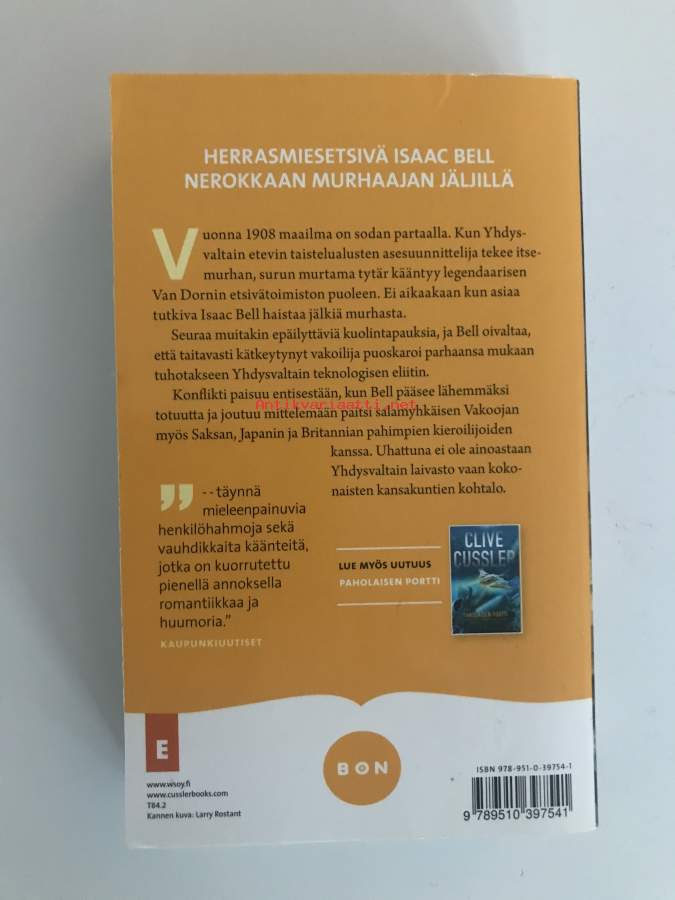 HERRASMIESETSIVÄ ISAAC BELL
NEROKKAAN MURHAAJAN JÄLJILLÄ
Vuonna 1908 maailma on sodan partaalla. Kun Yhdys-
valtain etevin taistelualusten asesuunnittelija tekee itse-
murhan, surun murtama tytär kääntyy legendaarisen
Van Dornin etsivätoimiston puoleen. Ei aikaakaan kun asiaa
tutkiva Isaac Bell haistaa jälkiä murhasta.
Seuraa muitakin epäilyttäviä kuolintapauksia, ja Bell oivaltaa,
että taitavasti kätkeytynyt vakoilija puoskaroi parhaansa mukaan
tuhotakseen Yhdysvaltain teknologisen eliitin.
Konflikti paisuu entisestään, kun Bell pääsee lähemmäksi
Antikvariaatti.net
totuutta ja joutuu mittelemään paitsi salamyhkäisen Vakoojan
myös Saksan, Japanin ja Britannian pahimpien kieroilijoiden
kanssa. Uhattuna ei ole ainoastaan
Yhdysvaltain laivasto vaan koko-
naisten kansakuntien kohtalo.
" -- täynnä
mieleenpainuvia
henkilöhahmoja sekä
vauhdikkaita käänteitä,
jotka on kuorrutettu
pienellä annoksella
romantiikkaa ja
huumoria.”
KAUPUNKIUUTISET
LUE MYÖS UUTUUS
PAHOLAISEN PORTTI
CLIVE
CUSSLER
PAHOLAISEN PORTTI
E
BON
www.wsoy.fi
www.cusslerbooks.com
T84.2
Kannen kuva: Larry Rostant
ISBN 978-951-0-39754-1
9 789510 397541